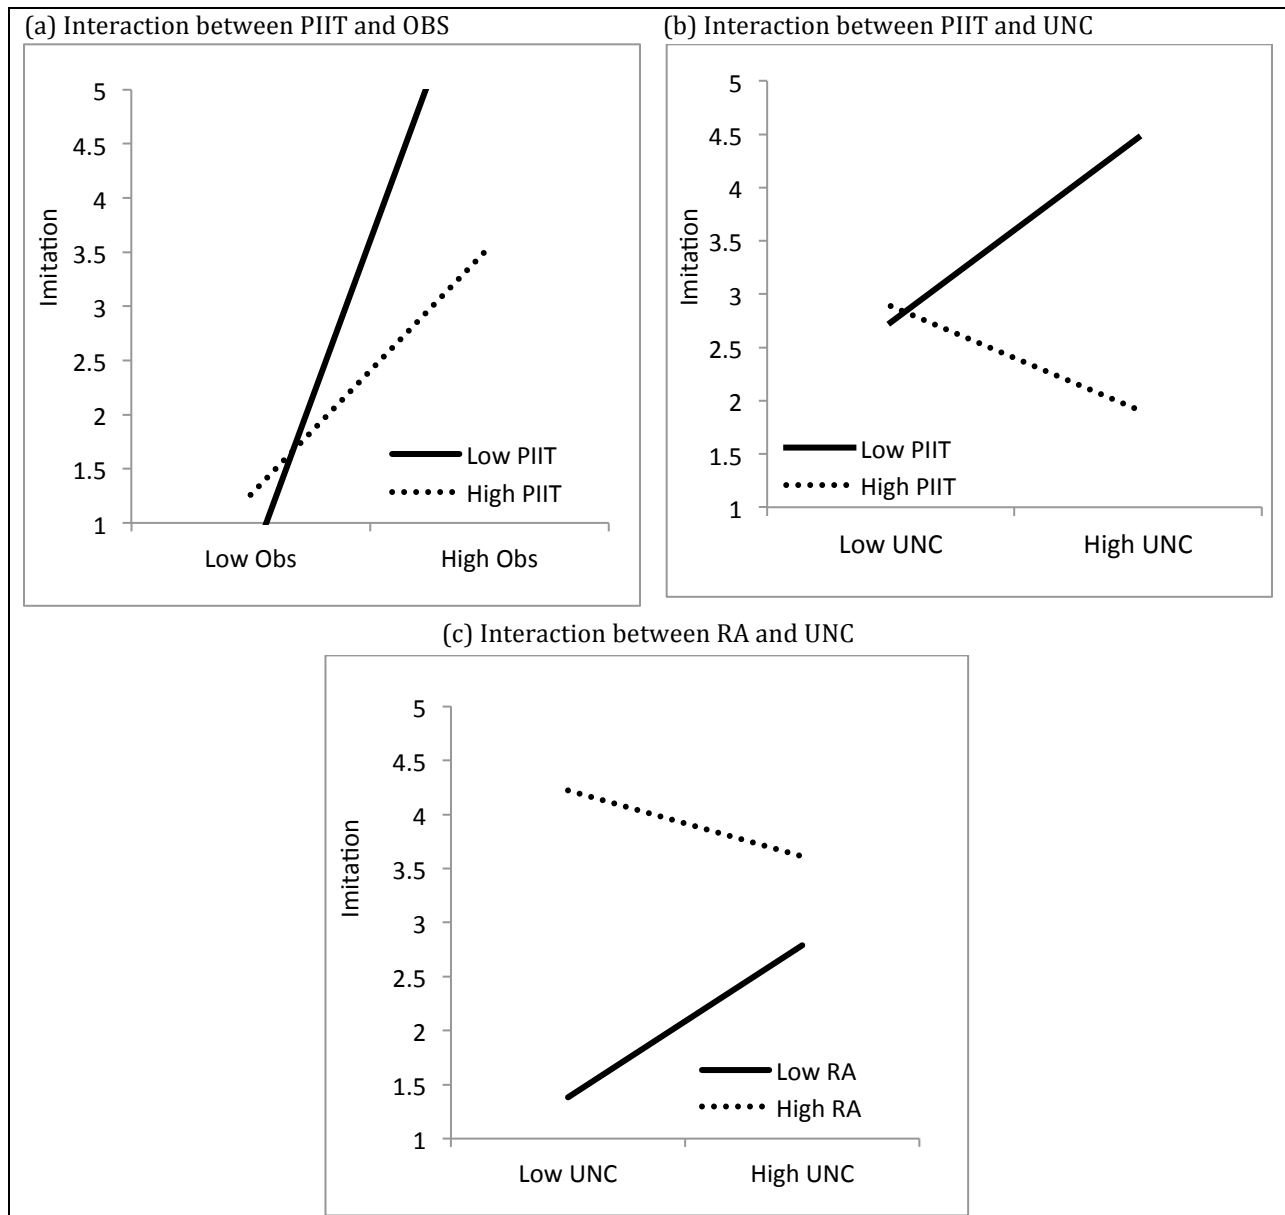 (a) Interaction between PIIT and OBS
5
4.5
4
3.5
3
2.5
2
1.5
1
Imitation
Low PIIT
High PIIT
Low Obs High Obs
(b) Interaction between PIIT and UNC
5
4.5
4
3.5
3
2.5
2
1.5
1
Imitation
Low PIIT
High PIIT
Low UNC High UNC
(c) Interaction between RA and UNC
5
4.5
4
3.5
3
2.5
2
1.5
1
Imitation
Low RA
High RA
Low UNC High UNC